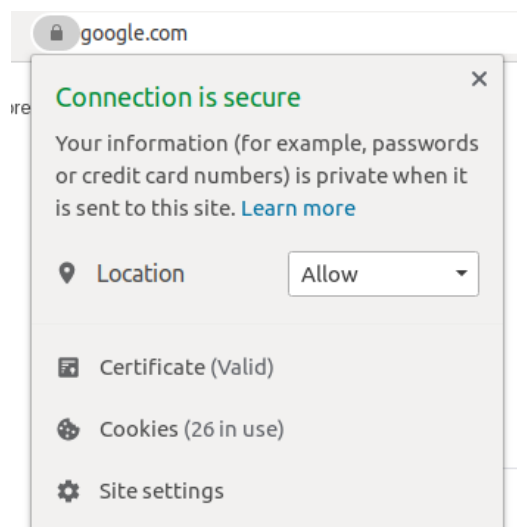 google.com
ore
Connection is secure
Your information (for example, passwords
or credit card numbers) is private when it
is sent to this site. Learn more
Location Allow
Certificate (Valid)
Cookies (26 in use)
Site settings